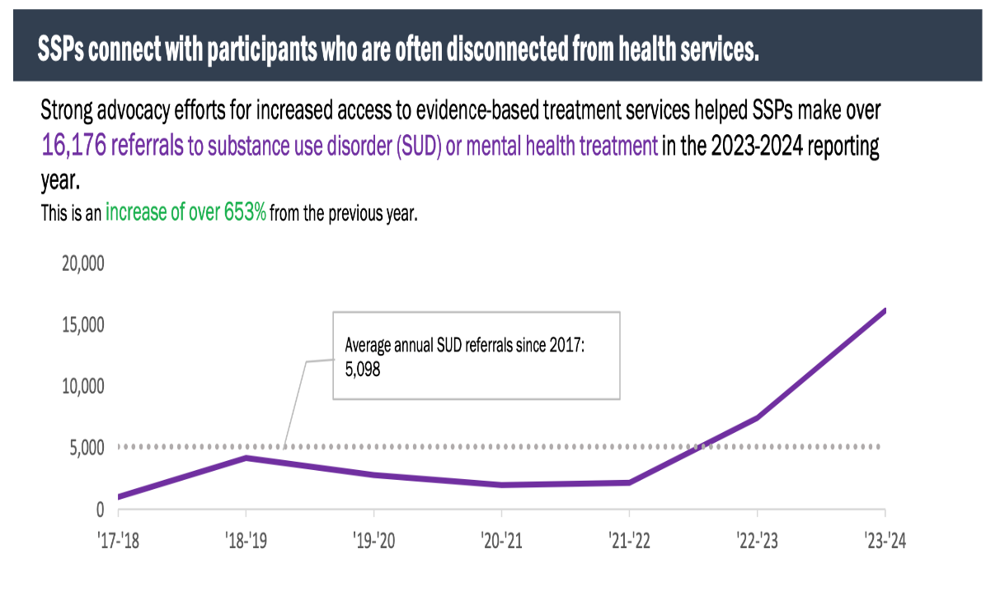 SSPs connect with participants who are often disconnected from health services.
Strong advocacy efforts for increased access to evidence-based treatment services helped SSPs make over
16,176 referrals to substance use disorder (SUD) or mental health treatment in the 2023-2024 reporting
year.
This is an increase of over 653% from the previous year.
20,000
15,000
Average annual SUD referrals since 2017:
5,098
10,000
5,000
0
'17-'18 '18-'19 '19-'20 '20-'21 '21-'22 '22-'23 '23-'24